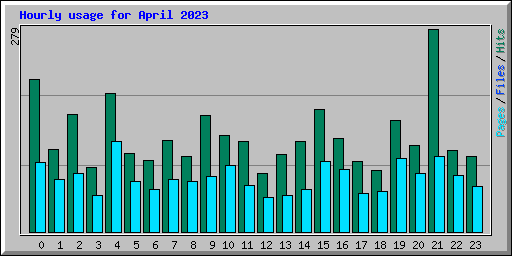 Hourly usage for April 2023
279
Pages / Files / Hits
0 1 2 3 4 5 6 7 8 9 10 11 12 13 14 15 16 17 18 19 20 21 22 23